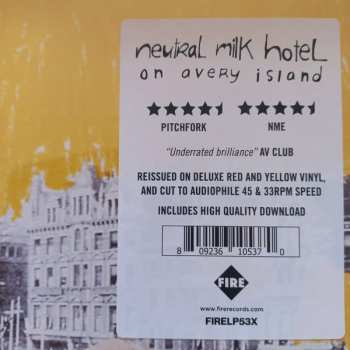 neutral milk hotel
on avery island
PITCHFORK NME
"Underrated brilliance" AV CLUB
REISSUED ON DELUXE RED AND YELLOW VINYL,
AND CUT TO AUDIOPHILE 45 & 33RPM SPEED
INCLUDES HIGH QUALITY DOWNLOAD
8 09236 10537 0
FIRE
www.firerecords.com
FIRELP53X